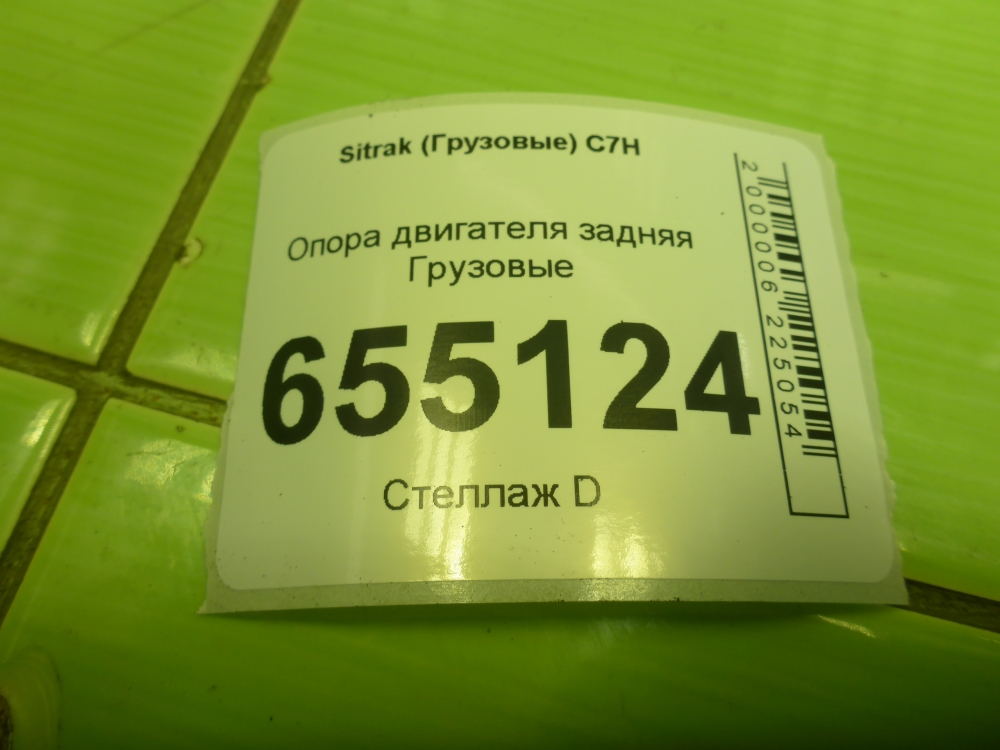 Sitrak (Грузовые) C7H
Опора двигателя задняя
Грузовые
655124
Стеллаж D
2000006225054